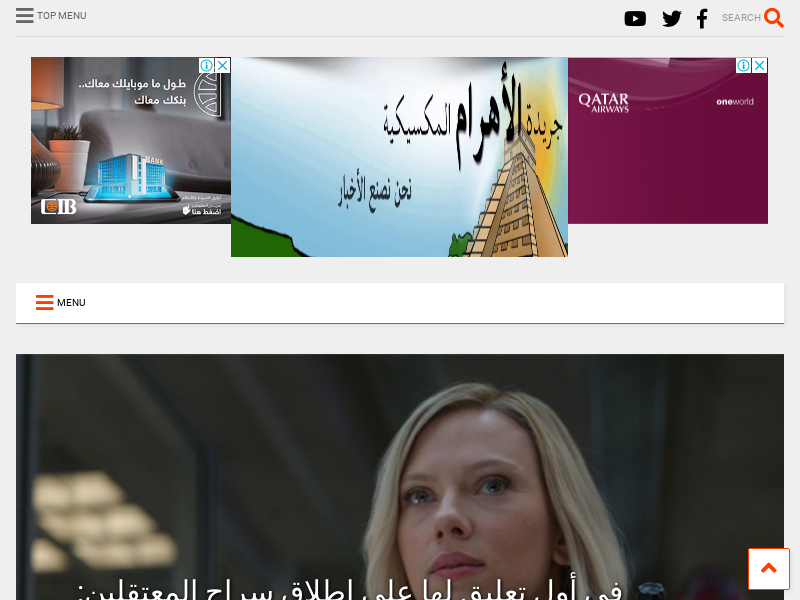 TOP MENU
SEARCH
طول ما موبايلك معاك..
بنكك معاك
BANK
CIB
اضغط هنا
جريدة الأهرام المكسيكية
نحن نصنع الأخبار
QATAR
AIRWAYS
oneworld
MENU
في أول تعليق لها على إطلاق سراح المعتقلين: